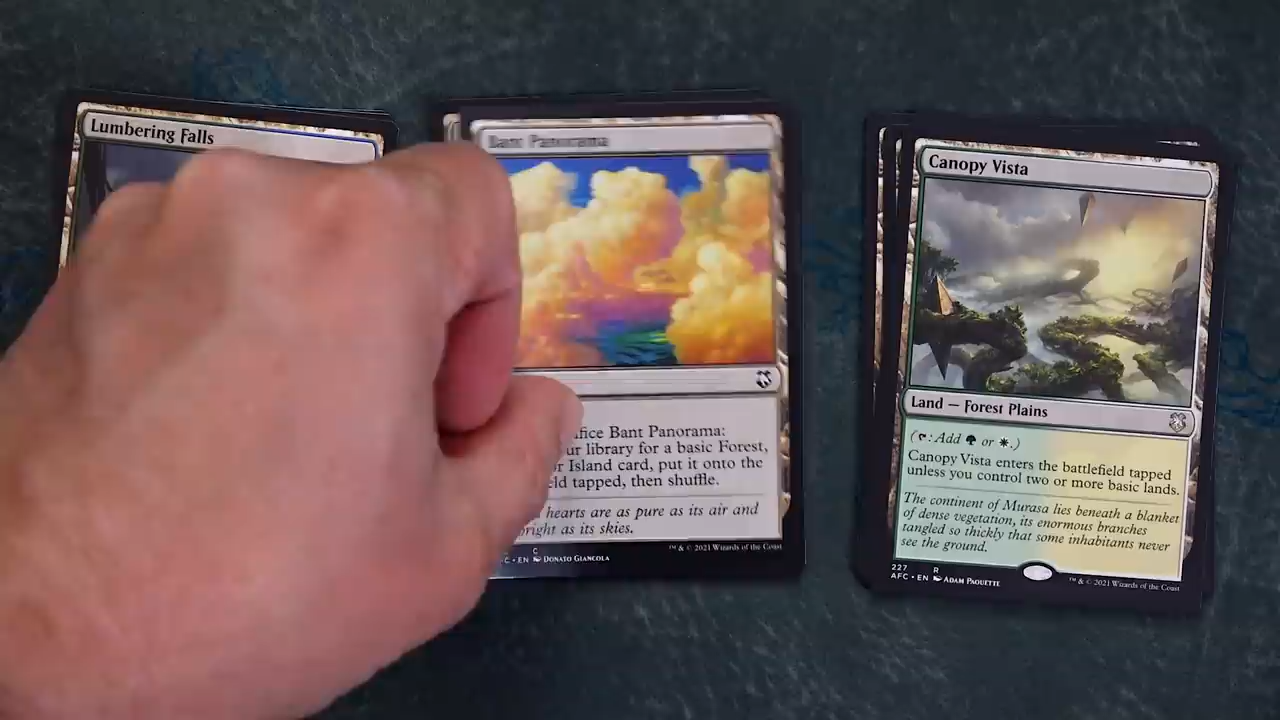 Lumbering Falls
Bant Panorama
fice Bant Panorama:
ur library for a basic Forest,
r Island card, put it onto the
ld tapped, then shuffle.
hearts are as pure as its air and
right as its skies.
C
C • EN DONATO GIANCOLA
™ & © 2021 Wizards of the Coast
Canopy Vista
Land — Forest Plains
( : Add or .)
Canopy Vista enters the battlefield tapped
unless you control two or more basic lands.
The continent of Murasa lies beneath a blanket
of dense vegetation, its enormous branches
tangled so thickly that some inhabitants never
see the ground.
227 R
AFC • EN ADAM PAQUETTE
™ & © 2021 Wizards of the Coast